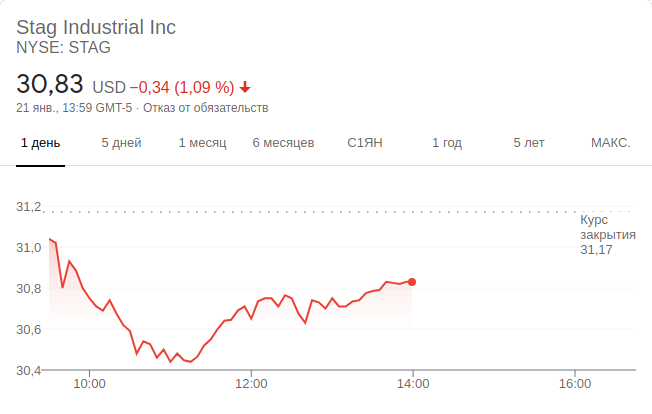 Stag Industrial Inc
NYSE: STAG
30,83 USD −0,34 (1,09 %)
21 янв., 13:59 GMT-5 · Отказ от обязательств
1 день 5 дней 1 месяц 6 месяцев С1ЯН 1 год 5 лет МАКС.
31,2
Курс
закрытия
31,17
31,0
30,8
30,6
30,4
10:00 12:00 14:00 16:00